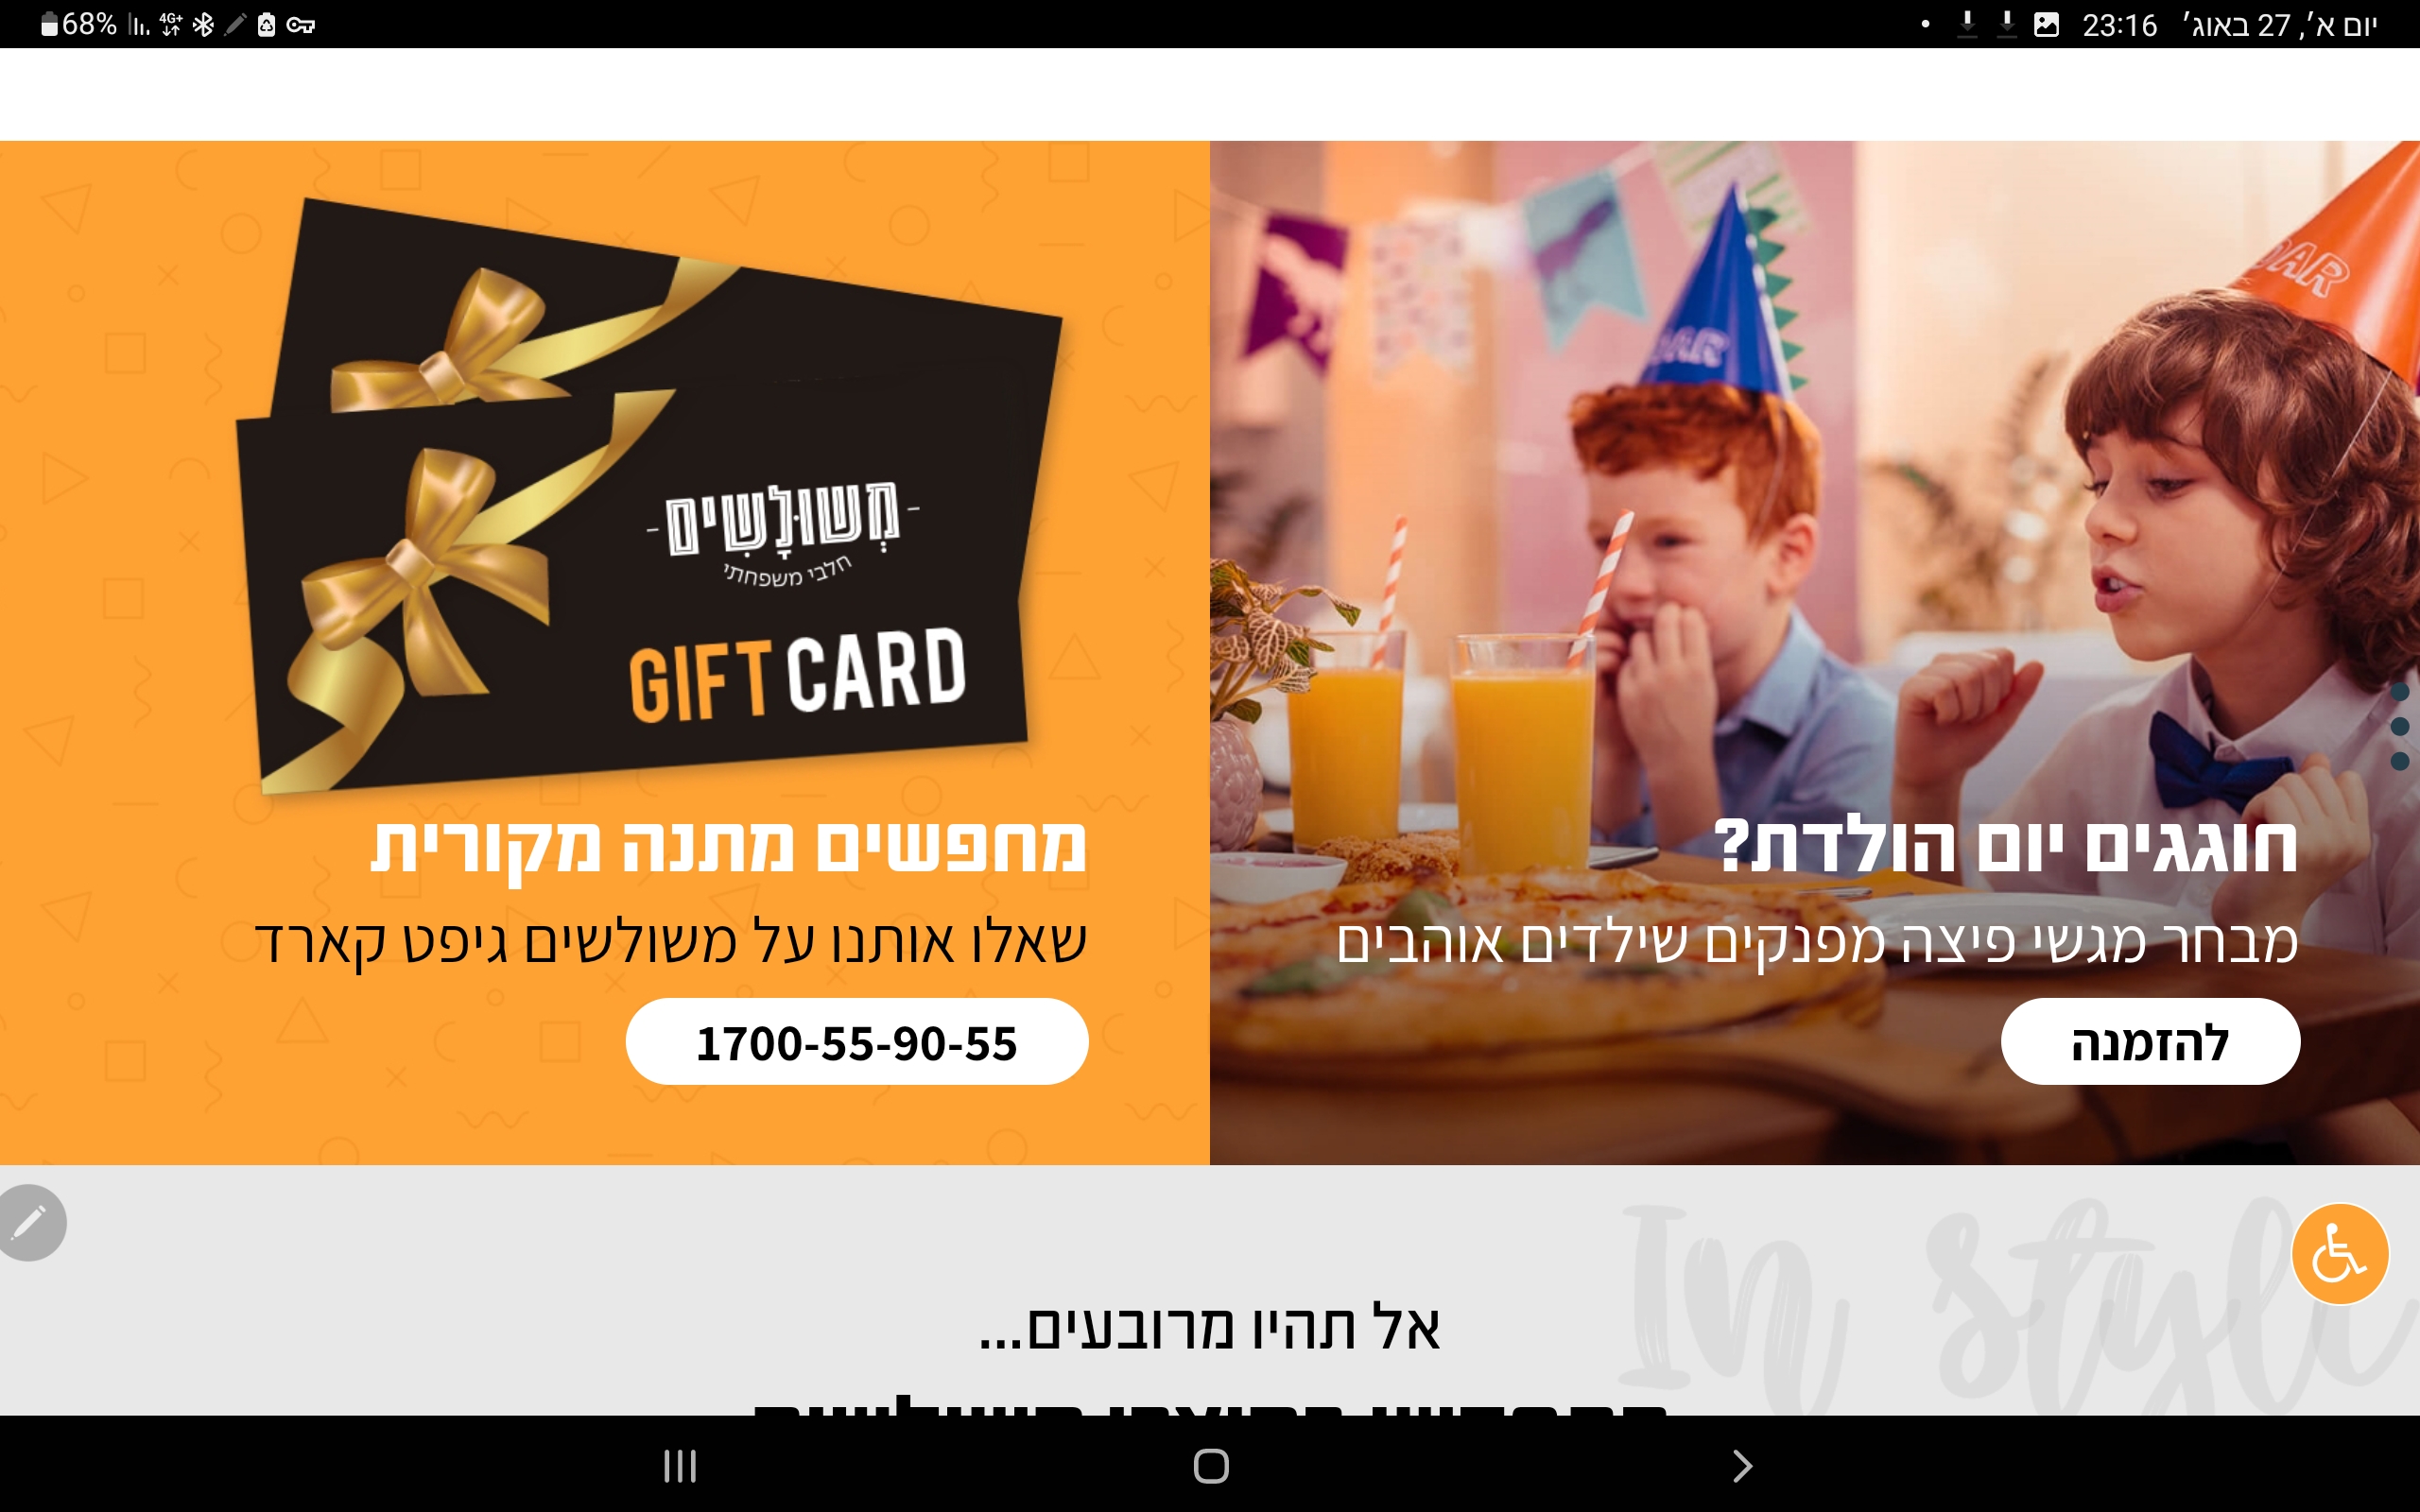 יום א׳, 27 באוג׳ 23:16
68% 4G+
חוגגים יום הולדת?
מבחר מגשי פיצה מפנקים שילדים אוהבים
להזמנה
-מְשׁוּלָּשִׁים-
חלבי משפחתי
GIFT CARD
מחפשים מתנה מקורית
שאלו אותנו על משולשים גיפט קארד
1700-55-90-55
In style
אל תהיו מרובעים...